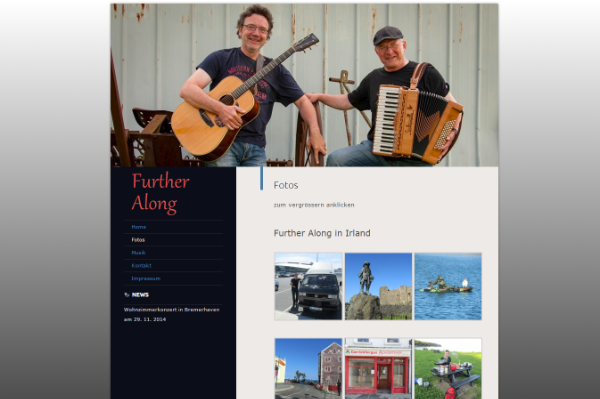 Further
Along
Home
Fotos
Musik
Kontakt
Impressum
NEWS
Wohnzimmerkonzert in Bremerhaven
am 29. 11. 2014
Fotos
zum vergrössern anklicken
Further Along in Irland